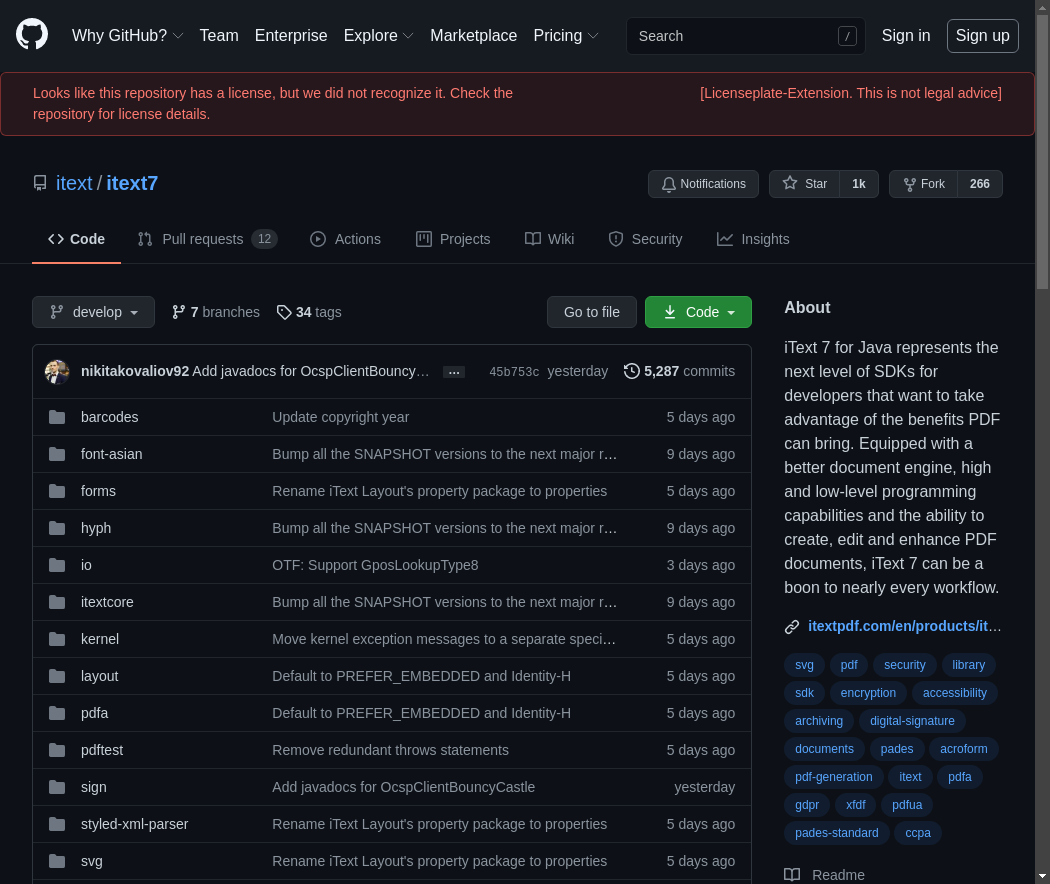 Why GitHub? Team Enterprise Explore Marketplace Pricing Search / Sign in Sign up
Looks like this repository has a license, but we did not recognize it. Check the
repository for license details.
[Licenseplate-Extension. This is not legal advice]
itext / itext7
Notifications Star 1k Fork 266
Code Pull requests 12 Actions Projects Wiki Security Insights
develop 7 branches 34 tags Go to file Code
nikitakovaliov92 Add javadocs for OcspClientBouncy… … 45b753c yesterday 5,287 commits
barcodes Update copyright year 5 days ago
font-asian Bump all the SNAPSHOT versions to the next major r… 9 days ago
forms Rename iText Layout's property package to properties 5 days ago
hyph Bump all the SNAPSHOT versions to the next major r… 9 days ago
io OTF: Support GposLookupType8 3 days ago
itextcore Bump all the SNAPSHOT versions to the next major r… 9 days ago
kernel Move kernel exception messages to a separate speci… 5 days ago
layout Default to PREFER_EMBEDDED and Identity-H 5 days ago
pdfa Default to PREFER_EMBEDDED and Identity-H 5 days ago
pdftest Remove redundant throws statements 5 days ago
sign Add javadocs for OcspClientBouncyCastle yesterday
styled-xml-parser Rename iText Layout's property package to properties 5 days ago
svg Rename iText Layout's property package to properties 5 days ago
About
iText 7 for Java represents the
next level of SDKs for
developers that want to take
advantage of the benefits PDF
can bring. Equipped with a
better document engine, high
and low-level programming
capabilities and the ability to
create, edit and enhance PDF
documents, iText 7 can be a
boon to nearly every workflow.
itextpdf.com/en/products/it…
svg pdf security library
sdk encryption accessibility
archiving digital-signature
documents pades acroform
pdf-generation itext pdfa
gdpr xfdf pdfua
pades-standard ccpa
Readme